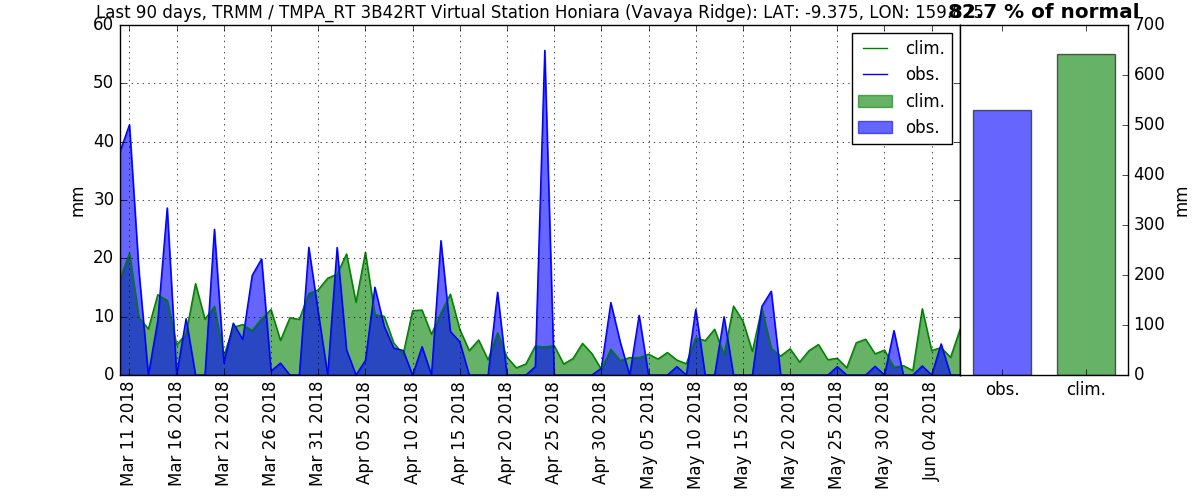 Last 90 days, TRMM / TMPA_RT 3B42RT Virtual Station Honiara (Vavaya Ridge): LAT: -9.375, LON:
82.7 % of normal
60
50
40
30
20
10
0
mm
clim.
obs.
clim.
obs.
Mar 11 2018
Mar 16 2018
Mar 21 2018
Mar 26 2018
Mar 31 2018
Apr 05 2018
Apr 10 2018
Apr 15 2018
Apr 20 2018
Apr 25 2018
Apr 30 2018
May 05 2018
May 10 2018
May 15 2018
May 20 2018
May 25 2018
May 30 2018
Jun 04 2018
700
600
500
400
300
200
100
0
mm
obs.
clim.